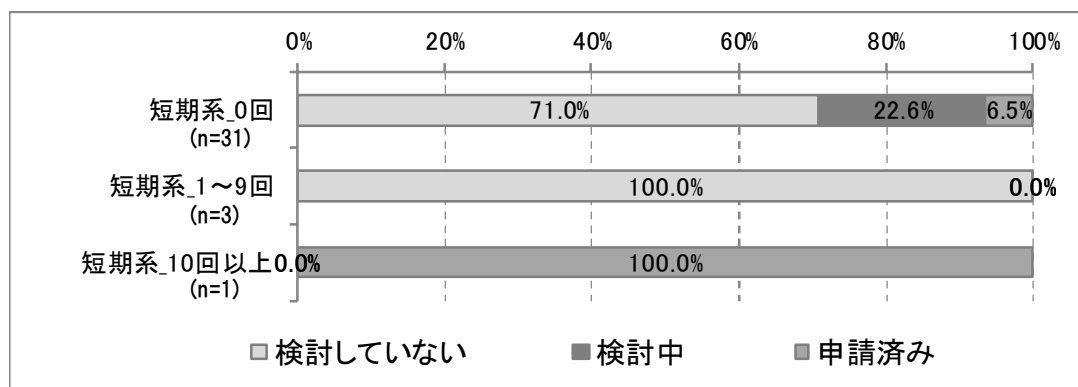 0% 20% 40% 60% 80% 100%
短期系_0回
(n=31)
71.0% 22.6% 6.5%
短期系_1～9回
(n=3)
100.0% 0.0%
短期系_10回以上
(n=1)
0.0% 100.0%
検討していない 検討中 申請済み